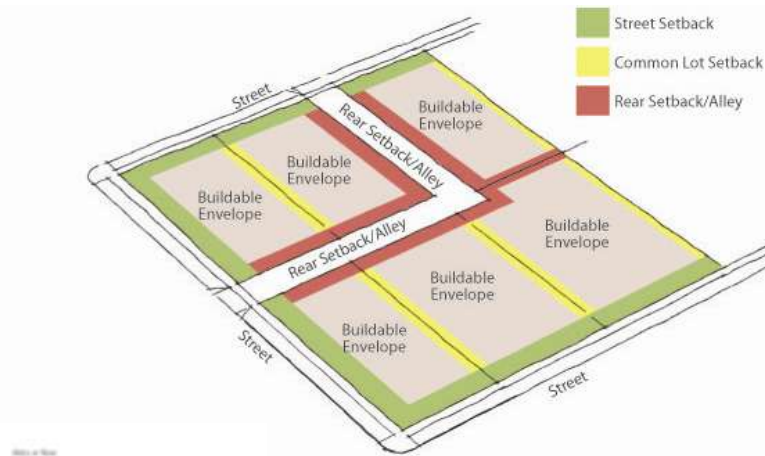 Street Setback
Common Lot Setback
Rear Setback/Alley
Street
Rear Setback/Alley
Buildable
Envelope
Buildable
Envelope
Buildable
Envelope
Buildable
Envelope
Rear Setback/Alley
Buildable
Envelope
Buildable
Envelope
Street
Street